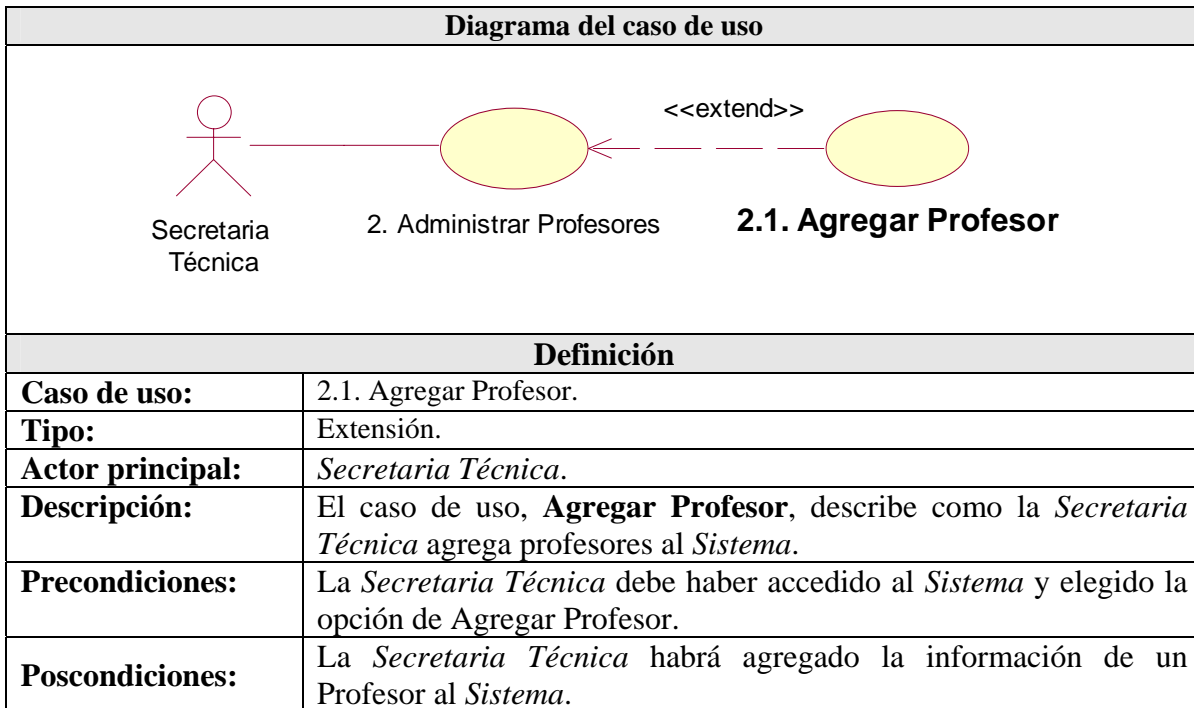 Diagrama del caso de uso
<<extend>>
Secretaria
Técnica
2. Administrar Profesores
2.1. Agregar Profesor
Definición
Caso de uso: 2.1. Agregar Profesor.
Tipo: Extensión.
Actor principal: Secretaria Técnica.
Descripción: El caso de uso, Agregar Profesor, describe como la Secretaria
Técnica agrega profesores al Sistema.
Precondiciones: La Secretaria Técnica debe haber accedido al Sistema y elegido la
opción de Agregar Profesor.
Poscondiciones: La Secretaria Técnica habrá agregado la información de un
Profesor al Sistema.